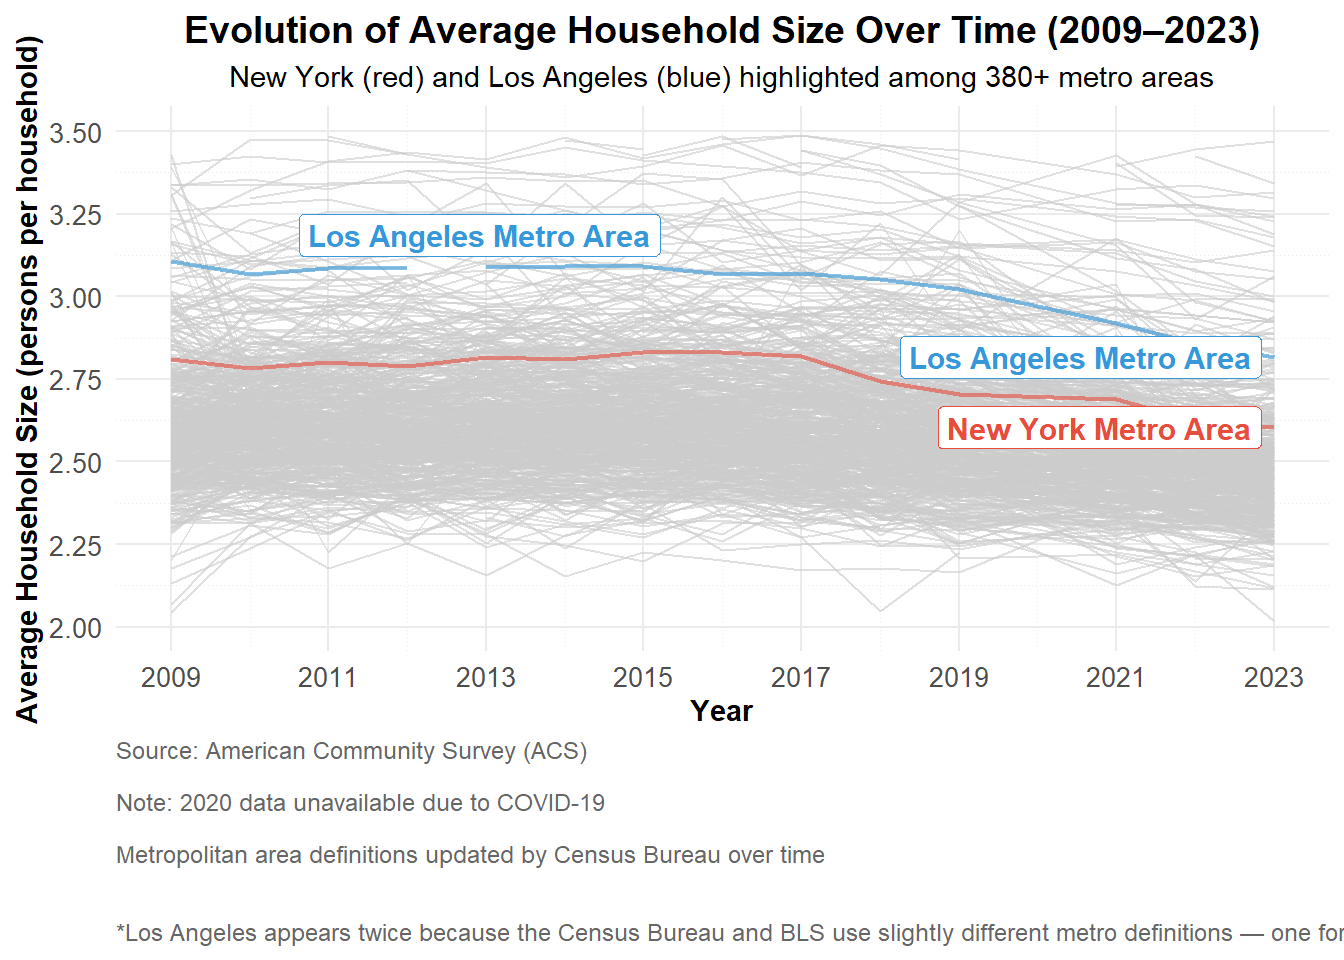 Evolution of Average Household Size Over Time (2009–2023)
New York (red) and Los Angeles (blue) highlighted among 380+ metro areas
Average Household Size (persons per household)
3.50
3.25
3.00
2.75
2.50
2.25
2.00
Los Angeles Metro Area
Los Angeles Metro Area
New York Metro Area
2009 2011 2013 2015 2017 2019 2021 2023
Year
Source: American Community Survey (ACS)
Note: 2020 data unavailable due to COVID-19
Metropolitan area definitions updated by Census Bureau over time
*Los Angeles appears twice because the Census Bureau and BLS use slightly different metro definitions — one for